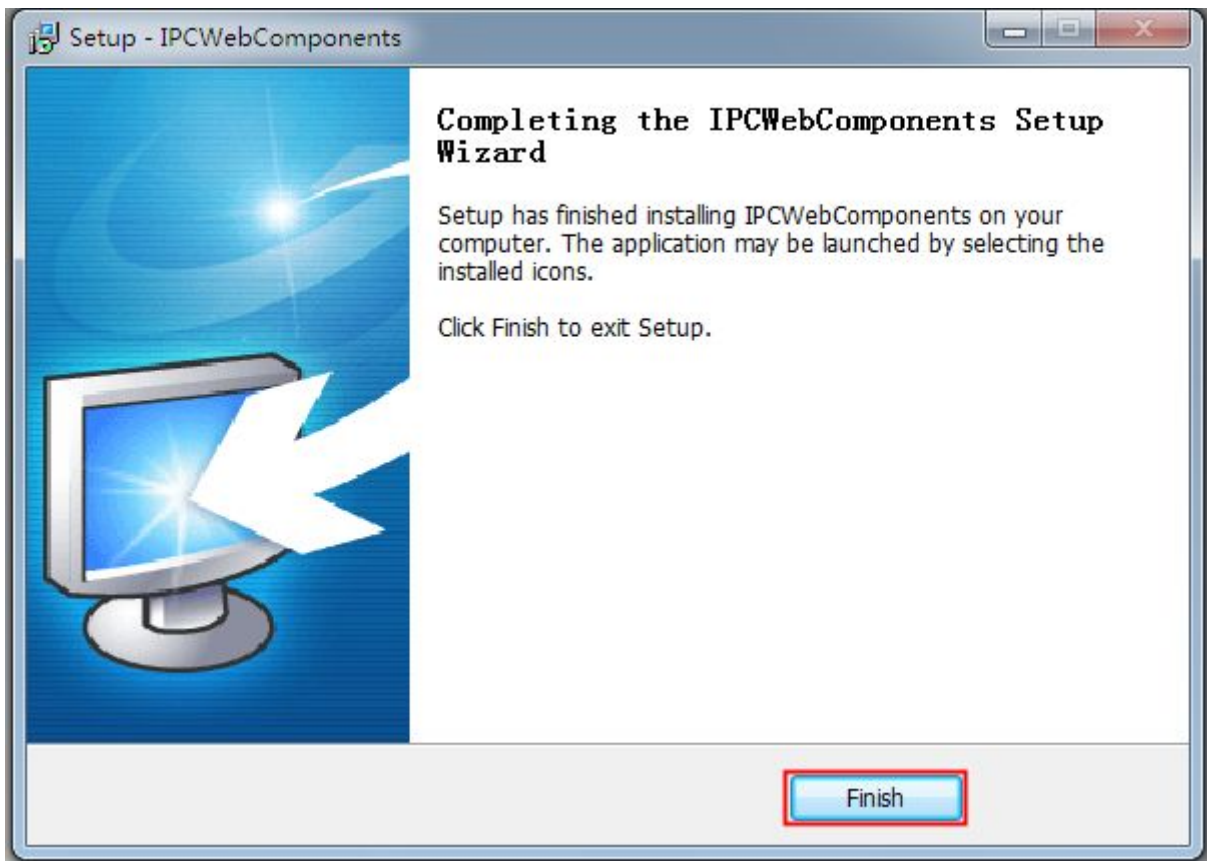 Setup - IPCWebComponents
Completing the IPCWebComponents Setup
Wizard
Setup has finished installing IPCWebComponents on your
computer. The application may be launched by selecting the
installed icons.
Click Finish to exit Setup.
Finish